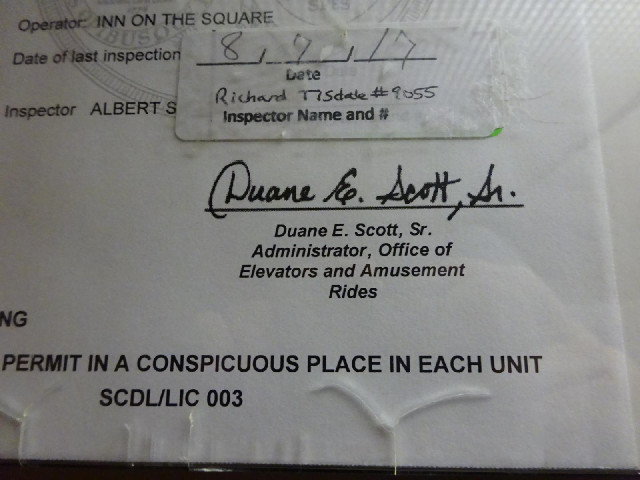 Operator: INN ON THE SQUARE
Date of last inspection 8, 7, 17
Date
Richard Tisdale #9055
Inspector ALBERT S
Inspector Name and #
Duane E. Scott, Sr.
Duane E. Scott, Sr.
Administrator, Office of
Elevators and Amusement
Rides
NG
PERMIT IN A CONSPICUOUS PLACE IN EACH UNIT
SCDL/LIC 003